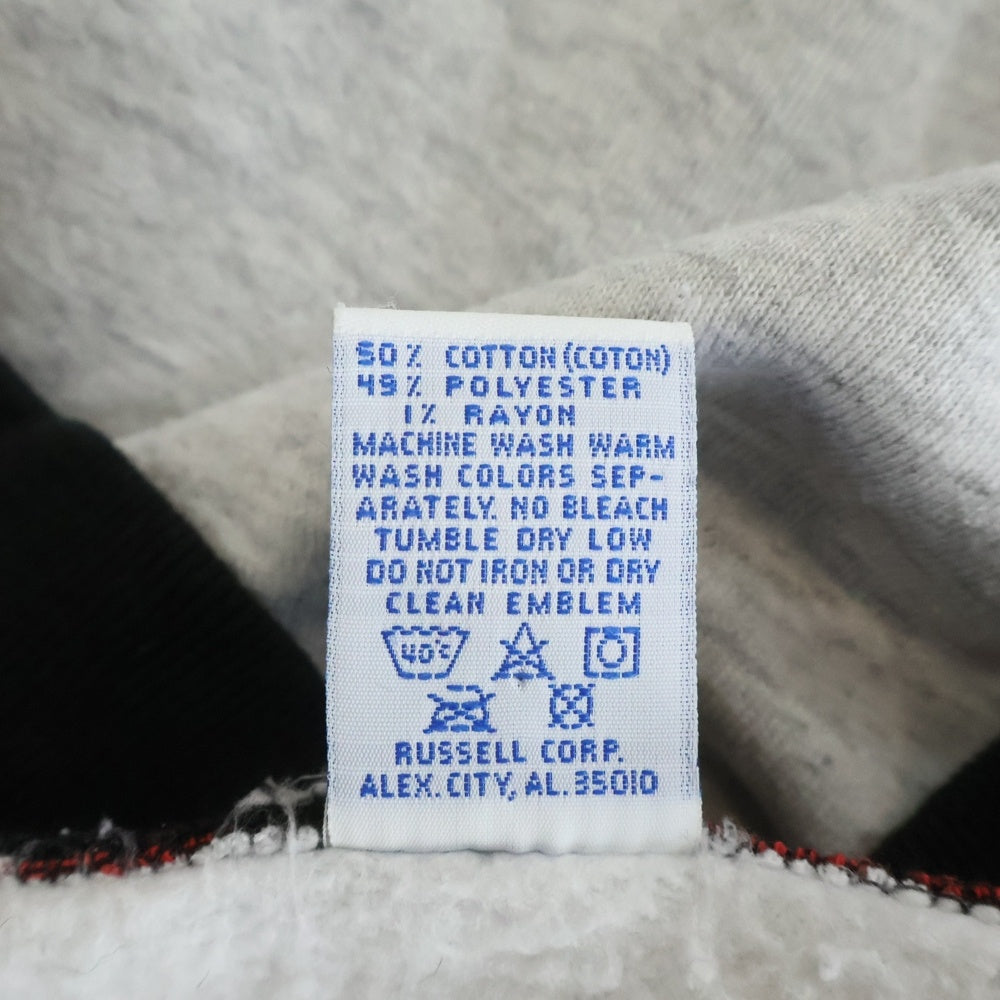 50% COTTON (COTON)
49% POLYESTER
1% RAYON
MACHINE WASH WARM
WASH COLORS SEP-
ARATELY. NO BLEACH
TUMBLE DRY LOW
DO NOT IRON OR DRY
CLEAN EMBLEM
40°C
RUSSELL CORP.
ALEX. CITY, AL. 35010